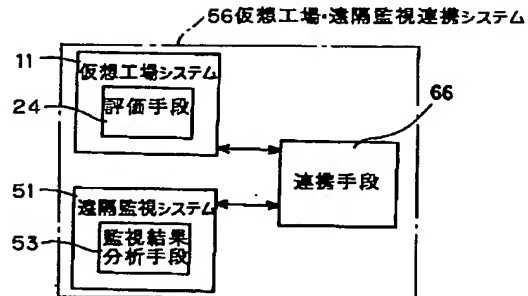 56仮想工場・遠隔監視連携システム
11
仮想工場システム
24
評価手段
66
連携手段
51
遠隔監視システム
53
監視結果
分析手段